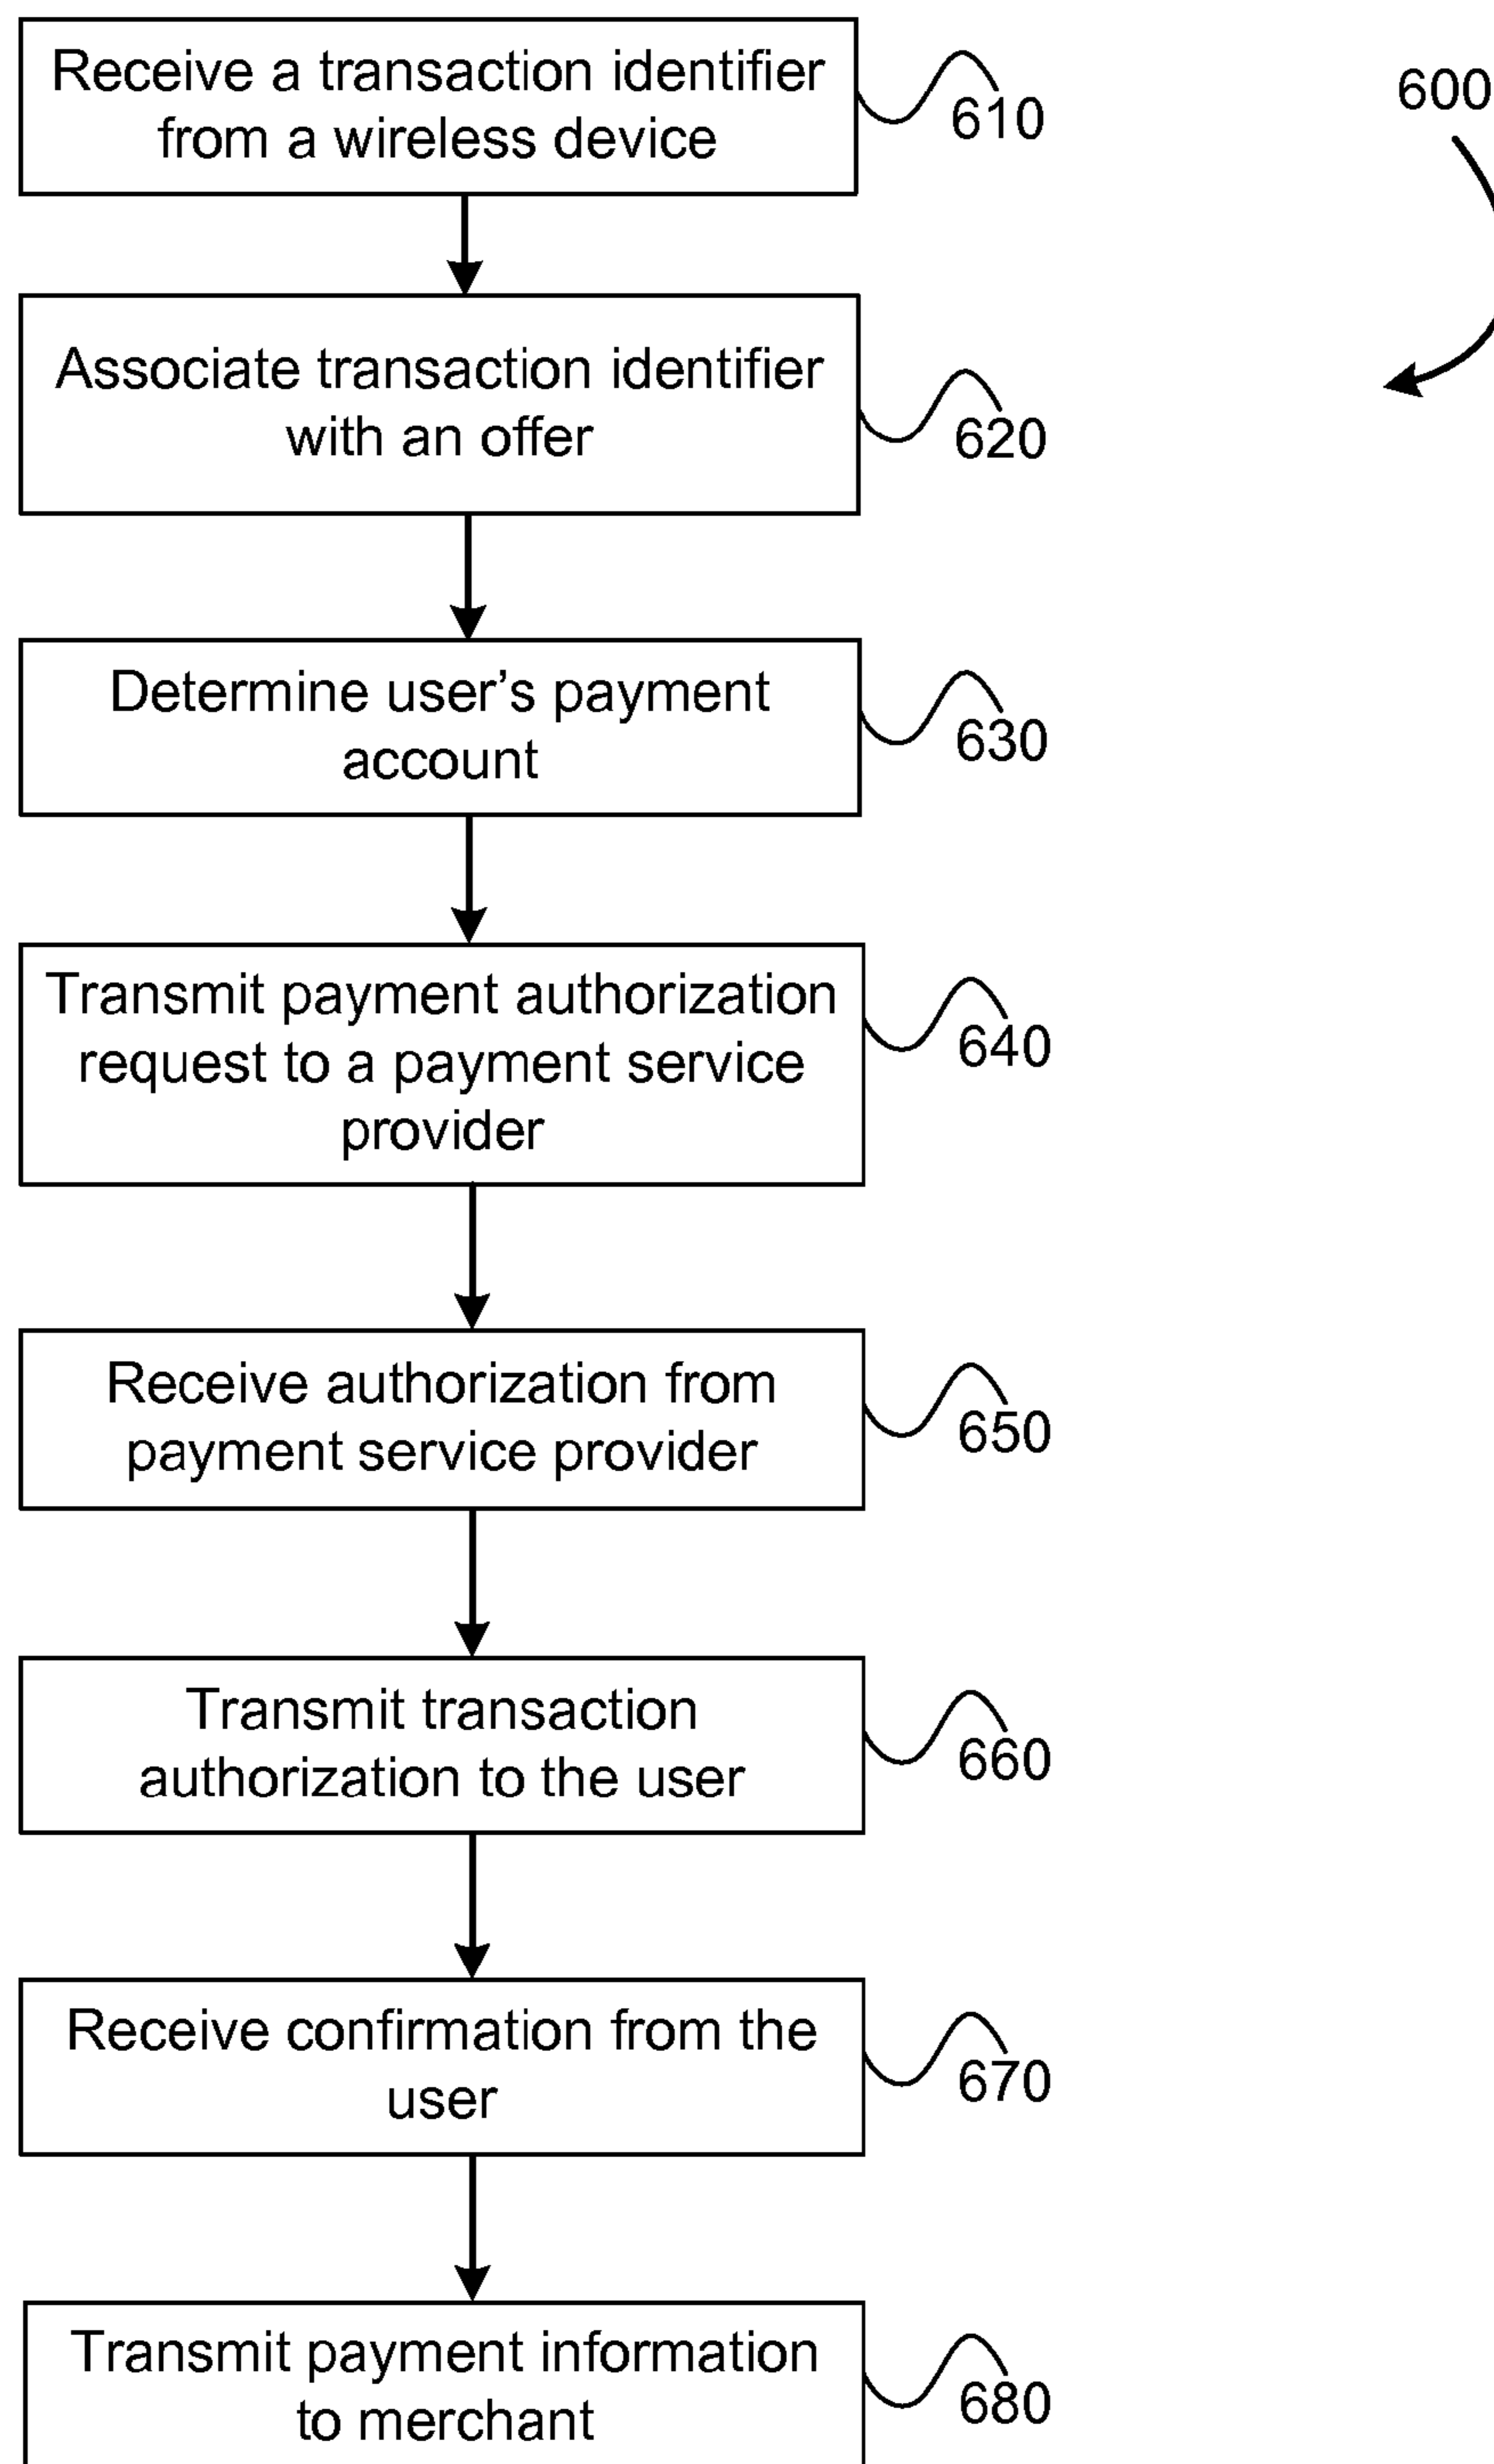 Receive a transaction identifier
from a wireless device
610
600
Associate transaction identifier
with an offer
620
Determine user’s payment
account
630
Transmit payment authorization
request to a payment service
provider
640
Receive authorization from
payment service provider
650
Transmit transaction
authorization to the user
660
Receive confirmation from the
user
670
Transmit payment information
to merchant
680